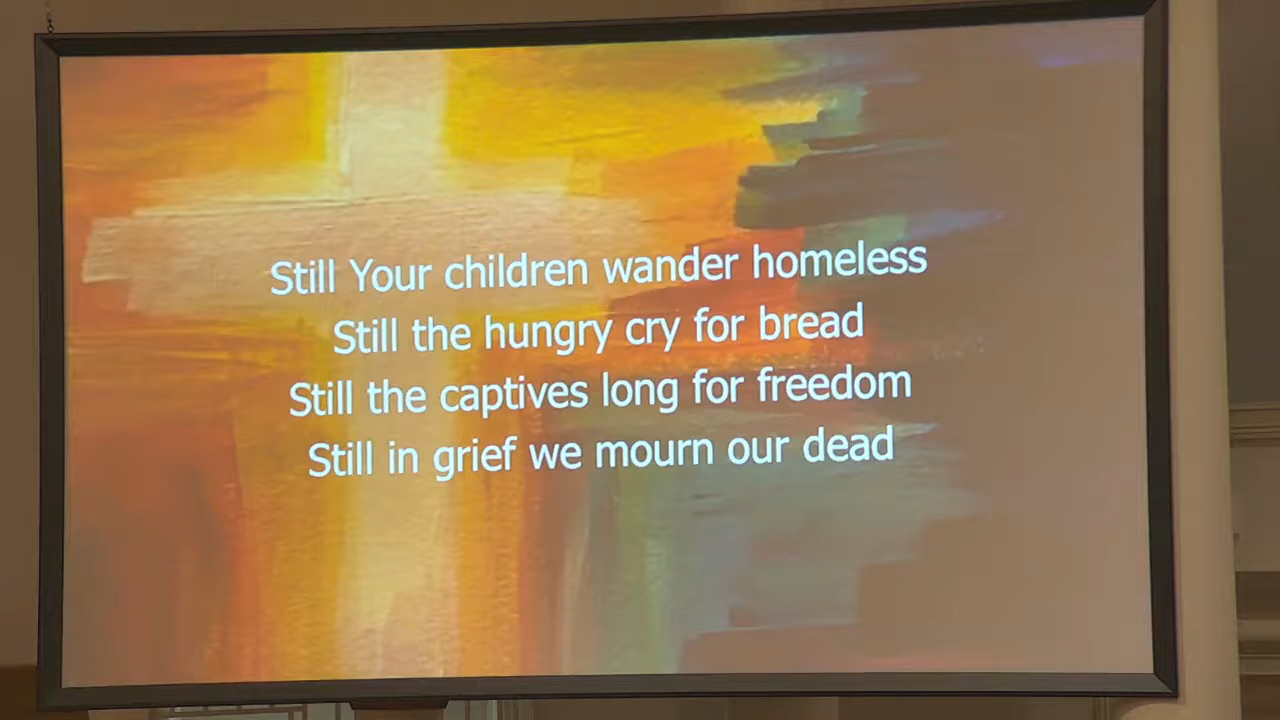 Still Your children wander homeless
Still the hungry cry for bread
Still the captives long for freedom
Still in grief we mourn our dead